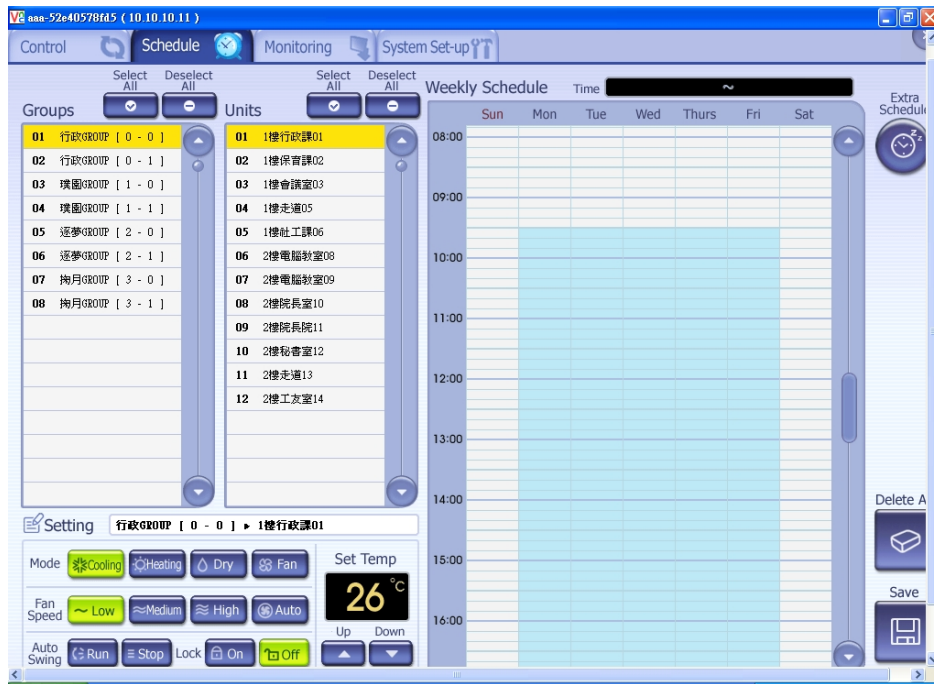 aaa-52e40578fd5 ( 10.10.10.11 )
Control
Schedule
Monitoring
System Set-up
Groups
Select All
Deselect All
Units
Select All
Deselect All
01 行政GROUP [ 0 - 0 ]
02 行政GROUP [ 0 - 1 ]
03 璞園GROUP [ 1 - 0 ]
04 璞園GROUP [ 1 - 1 ]
05 逐夢GROUP [ 2 - 0 ]
06 逐夢GROUP [ 2 - 1 ]
07 掬月GROUP [ 3 - 0 ]
08 掬月GROUP [ 3 - 1 ]
01 1樓行政課01
02 1樓保育課02
03 1樓會議室03
04 1樓走道05
05 1樓社工課06
06 2樓電腦教室08
07 2樓電腦教室09
08 2樓院長室10
09 2樓院長院11
10 2樓秘書室12
11 2樓走道13
12 2樓工友室14
Weekly Schedule
Time ~
Sun Mon Tue Wed Thurs Fri Sat
08:00
09:00
10:00
11:00
12:00
13:00
14:00
15:00
16:00
Extra
Schedul
Delete A
Save
Setting 行政GROUP [ 0 - 0 ] ▸ 1樓行政課01
Mode Cooling Heating Dry Fan
Fan Speed Low Medium High Auto
Auto Swing Run Stop Lock On Off
Set Temp
26 °C
Up Down